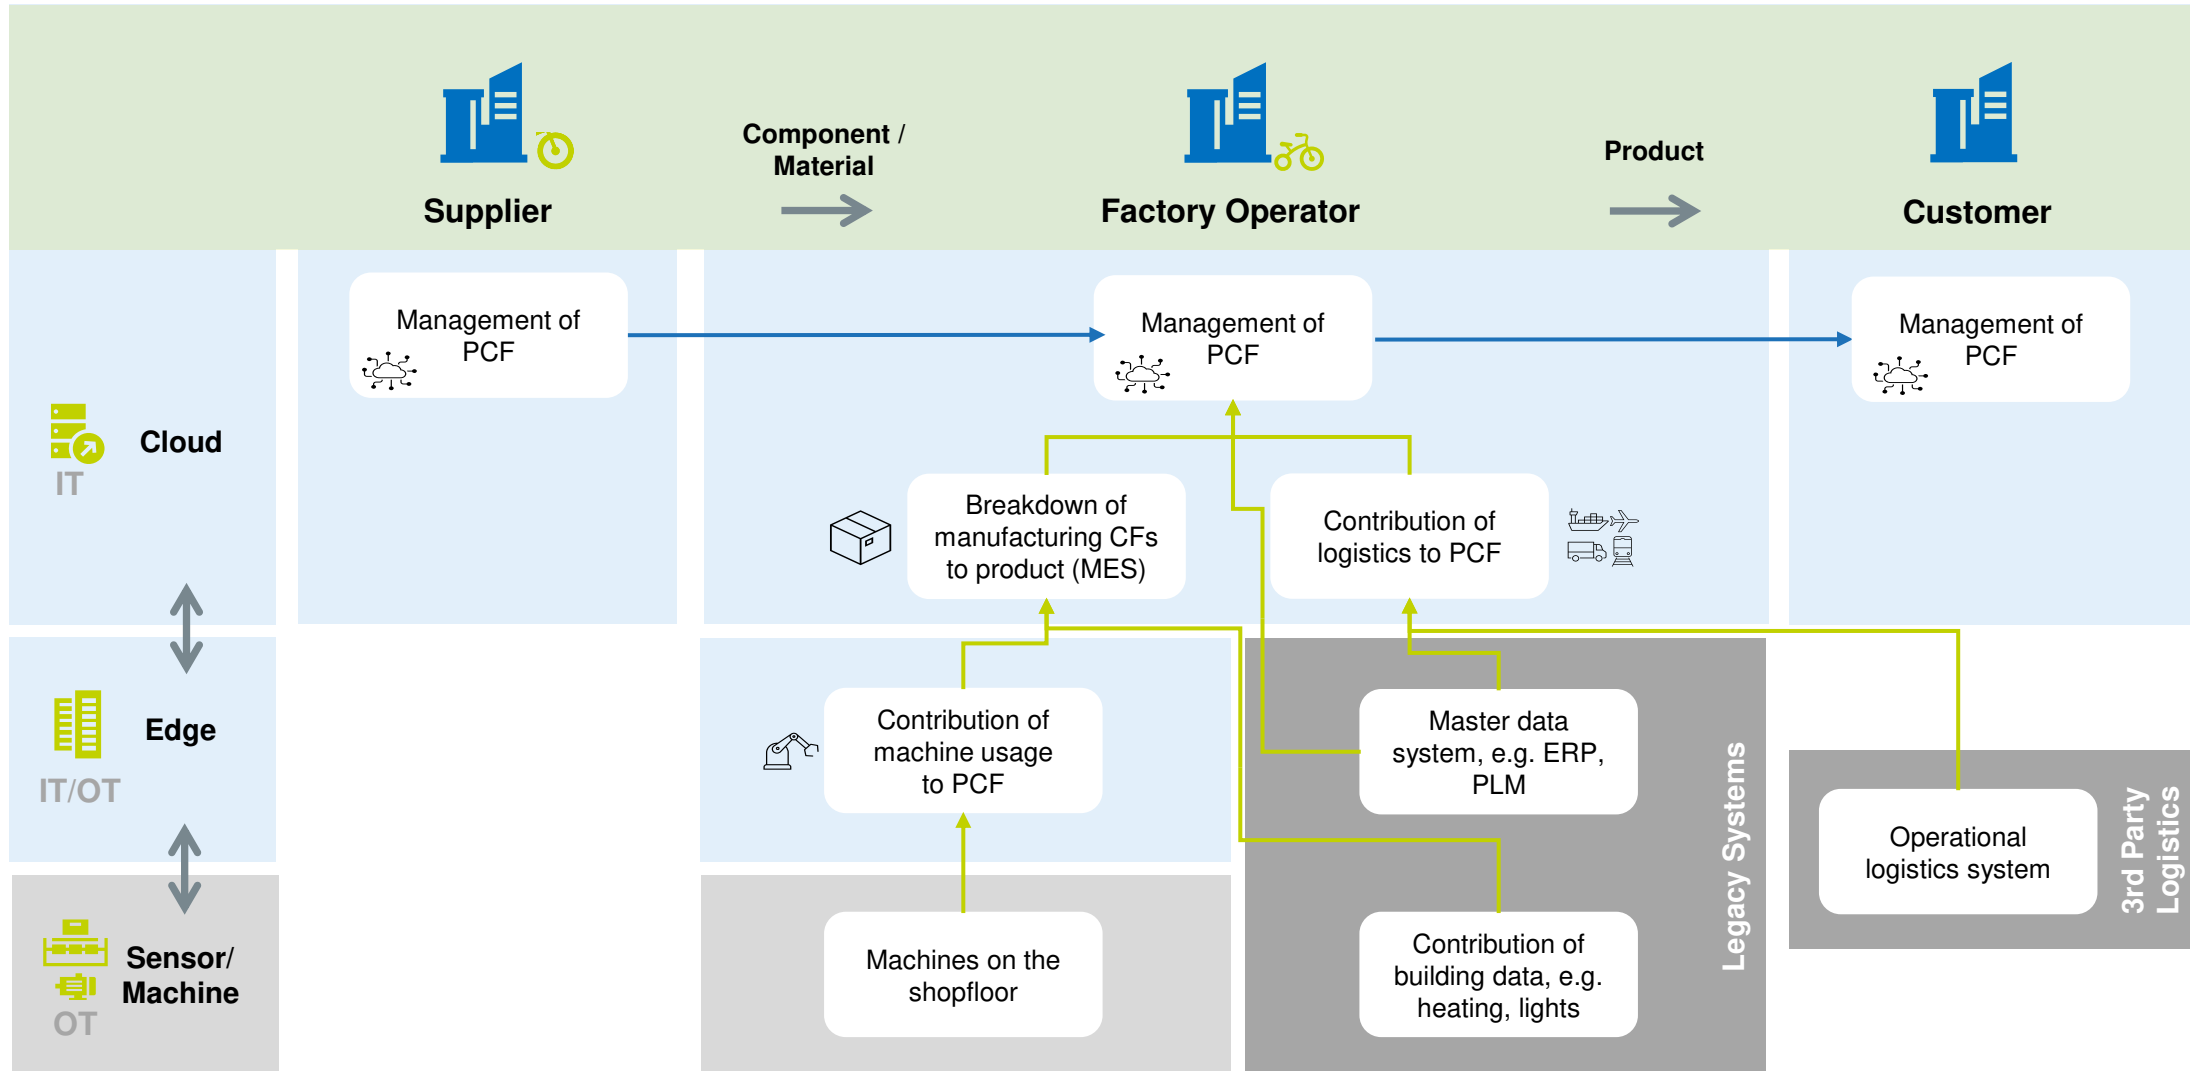 Component /
Material
Product
Supplier
Factory Operator
Customer
Management of
PCF
Management of
PCF
Management of
PCF
Cloud
IT
Breakdown of
manufacturing CFs
to product (MES)
Contribution of
logistics to PCF
Edge
IT/OT
Contribution of
machine usage
to PCF
Master data
system, e.g. ERP,
PLM
Legacy Systems
Operational
logistics system
3rd Party
Logistics
Sensor/
Machine
OT
Machines on the
shopfloor
Contribution of
building data, e.g.
heating, lights